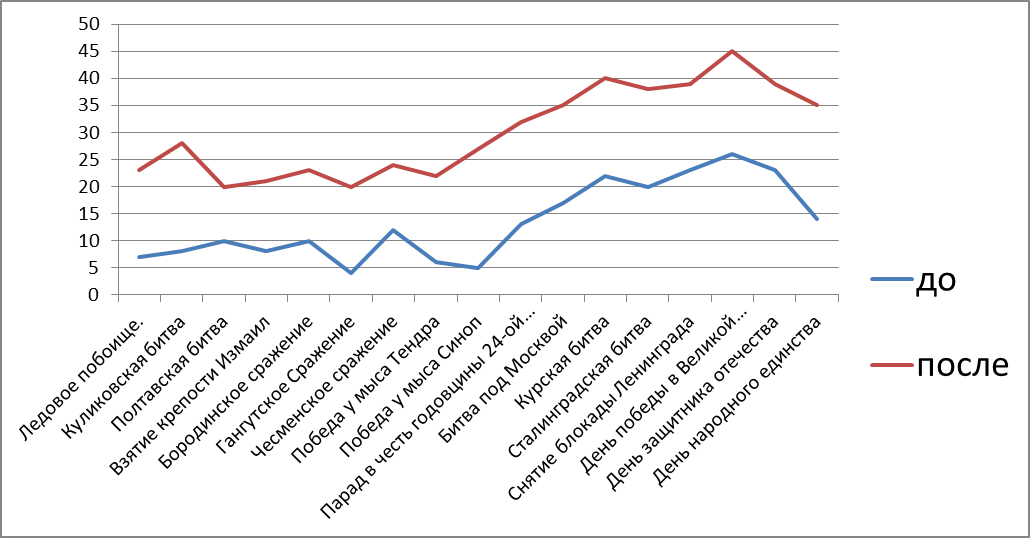 50
45
40
35
30
25
20
15
10
5
0
Ледовое побоище.
Куликовская битва
Полтавская битва
Взятие крепости Измаил
Бородинское сражение
Гангутское Сражение
Чесменское сражение
Победа у мыса Тендра
Победа у мыса Синоп
Парад в честь годовщины 24-ой...
Битва под Москвой
Курская битва
Сталинградская битва
Снятие блокады Ленинграда
День победы в Великой...
День защитника отечества
День народного единства
до
после